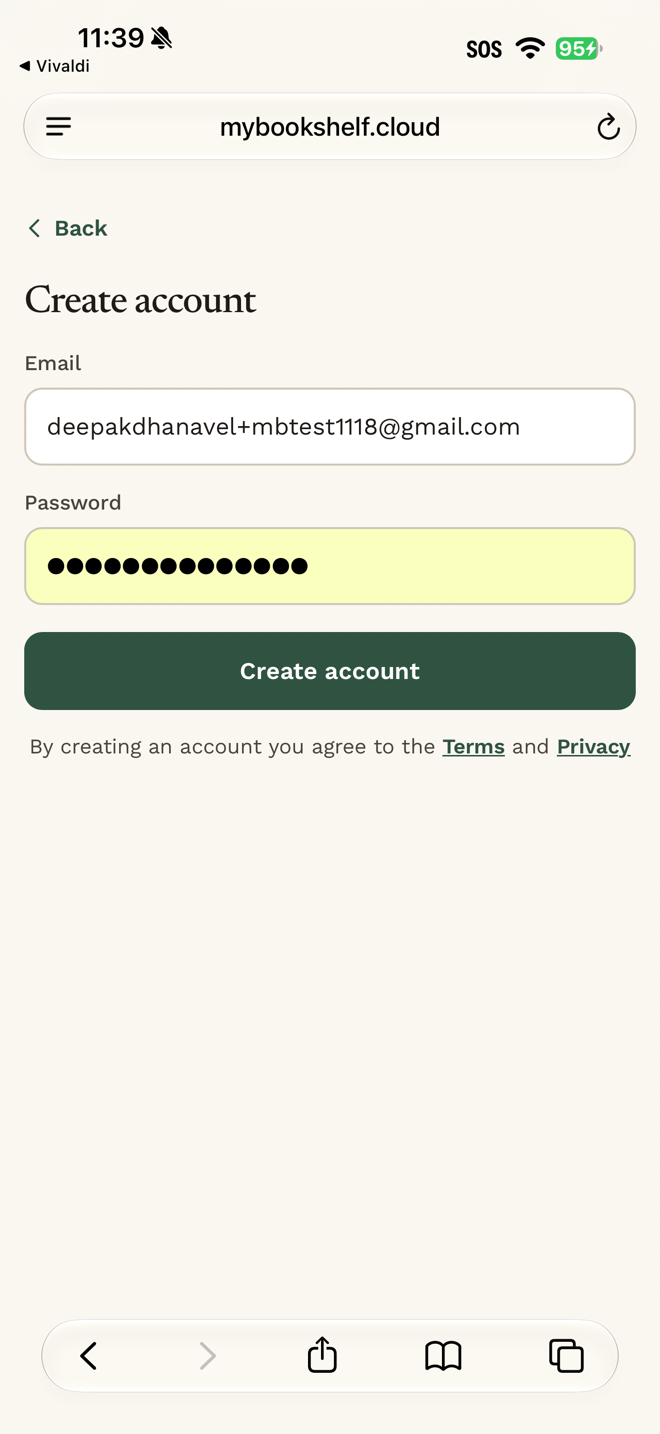 11:39
SOS
95
◀ Vivaldi
mybookshelf.cloud
Back
Create account
Email
deepakdhanavel+mbtest1118@gmail.com
Password
●●●●●●●●●●●●●●
Create account
By creating an account you agree to the Terms and Privacy